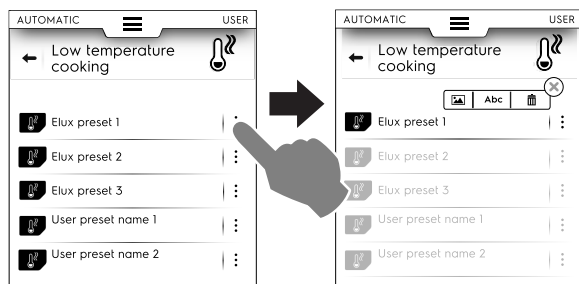 AUTOMATIC USER
Low temperature
cooking
Elux preset 1
Elux preset 2
Elux preset 3
User preset name 1
User preset name 2
AUTOMATIC USER
Low temperature
cooking
Abc
Elux preset 1
Elux preset 2
Elux preset 3
User preset name 1
User preset name 2